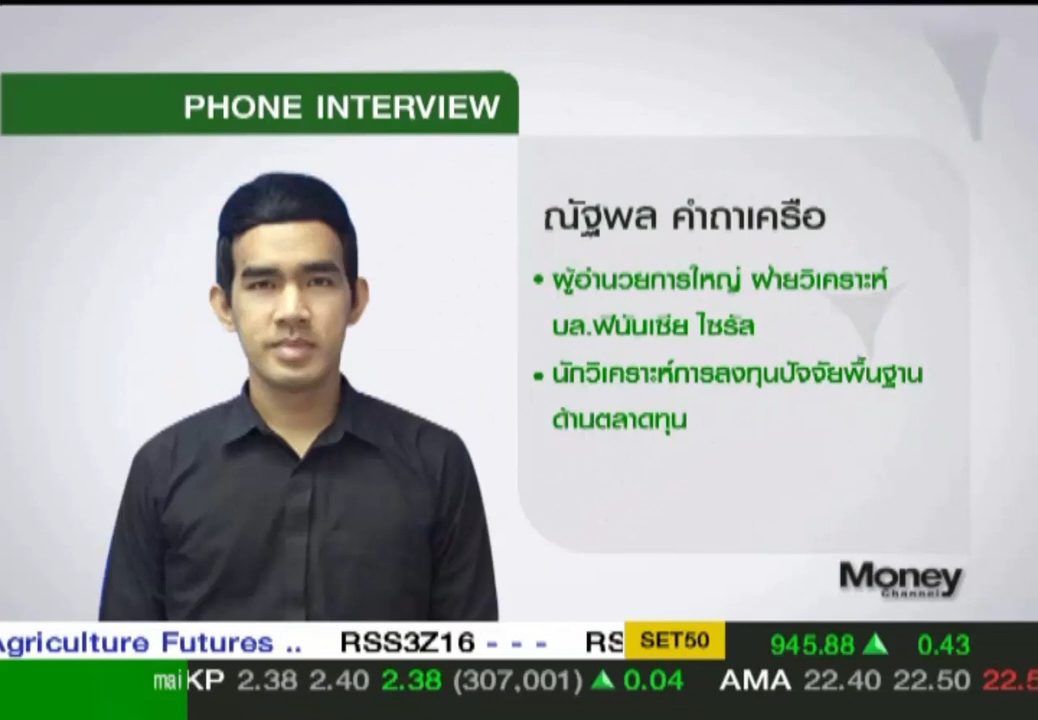 PHONE INTERVIEW
ณัฐพล คำถาเครือ
• ผู้อำนวยการใหญ่ ฝ่ายวิเคราะห์
บล.ฟินันเซีย ไซรัส
• นักวิเคราะห์การลงทุนปัจจัยพื้นฐาน
ด้านตลาดทุน
Money
Channel
Agriculture Futures .. RSS3Z16 - - - RS SET50 945.88 ▲ 0.43
mai KP 2.38 2.40 2.38 (307,001) ▲ 0.04 AMA 22.40 22.50 22.5